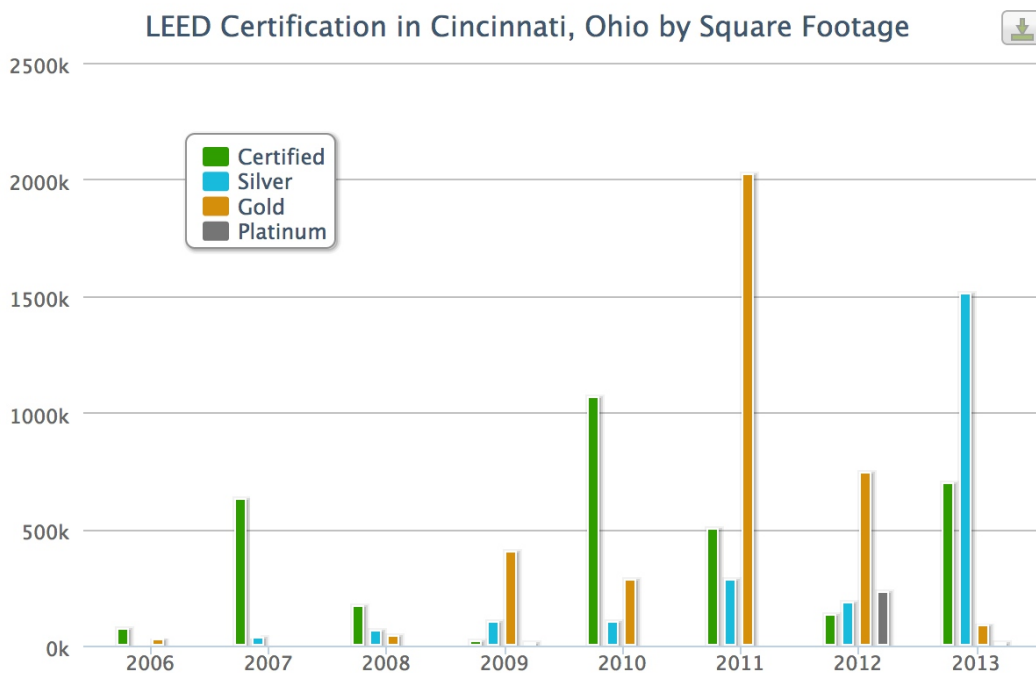 LEED Certification in Cincinnati, Ohio by Square Footage
2500k
Certified
Silver
Gold
Platinum
2000k
1500k
1000k
500k
0k
2006 2007 2008 2009 2010 2011 2012 2013